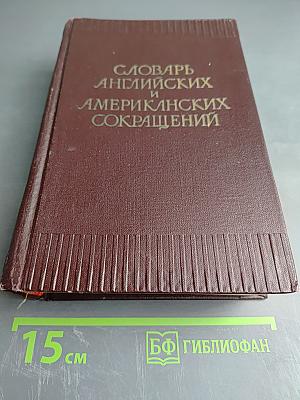 СЛОВАРЬ
АНГЛИЙСКИХ
И
АМЕРИКАНСКИХ
СОКРАЩЕНИЙ
15 см
БФ ГИБЛИОФАН